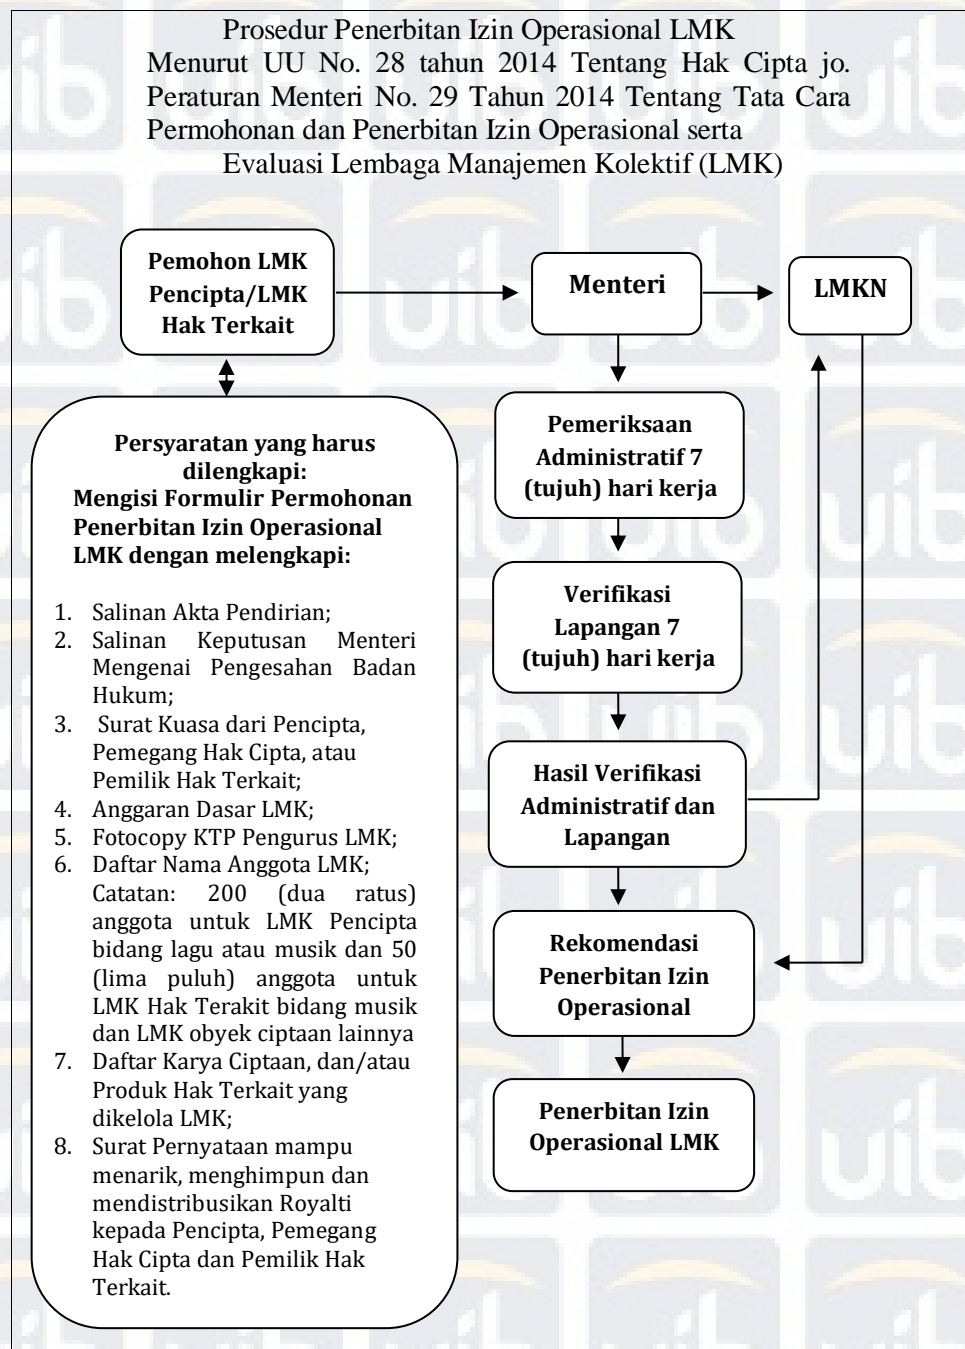 Prosedur Penerbitan Izin Operasional LMK
Menurut UU No. 28 tahun 2014 Tentang Hak Cipta jo.
Peraturan Menteri No. 29 Tahun 2014 Tentang Tata Cara
Permohonan dan Penerbitan Izin Operasional serta
Evaluasi Lembaga Manajemen Kolektif (LMK)
Pemohon LMK
Pencipta/LMK
Hak Terkait
Menteri
LMKN
Persyaratan yang harus
dilengkapi:
Mengisi Formulir Permohonan
Penerbitan Izin Operasional
LMK dengan melengkapi:
1. Salinan Akta Pendirian;
2. Salinan Keputusan Menteri
Mengenai Pengesahan Badan
Hukum;
3. Surat Kuasa dari Pencipta,
Pemegang Hak Cipta, atau
Pemilik Hak Terkait;
4. Anggaran Dasar LMK;
5. Fotocopy KTP Pengurus LMK;
6. Daftar Nama Anggota LMK;
Catatan: 200 (dua ratus)
anggota untuk LMK Pencipta
bidang lagu atau musik dan 50
(lima puluh) anggota untuk
LMK Hak Terakit bidang musik
dan LMK obyek ciptaan lainnya
7. Daftar Karya Ciptaan, dan/atau
Produk Hak Terkait yang
dikelola LMK;
8. Surat Pernyataan mampu
menarik, menghimpun dan
mendistribusikan Royalti
kepada Pencipta, Pemegang
Hak Cipta dan Pemilik Hak
Terkait.
Pemeriksaan
Administratif 7
(tujuh) hari kerja
Verifikasi
Lapangan 7
(tujuh) hari kerja
Hasil Verifikasi
Administratif dan
Lapangan
Rekomendasi
Penerbitan Izin
Operasional
Penerbitan Izin
Operasional LMK